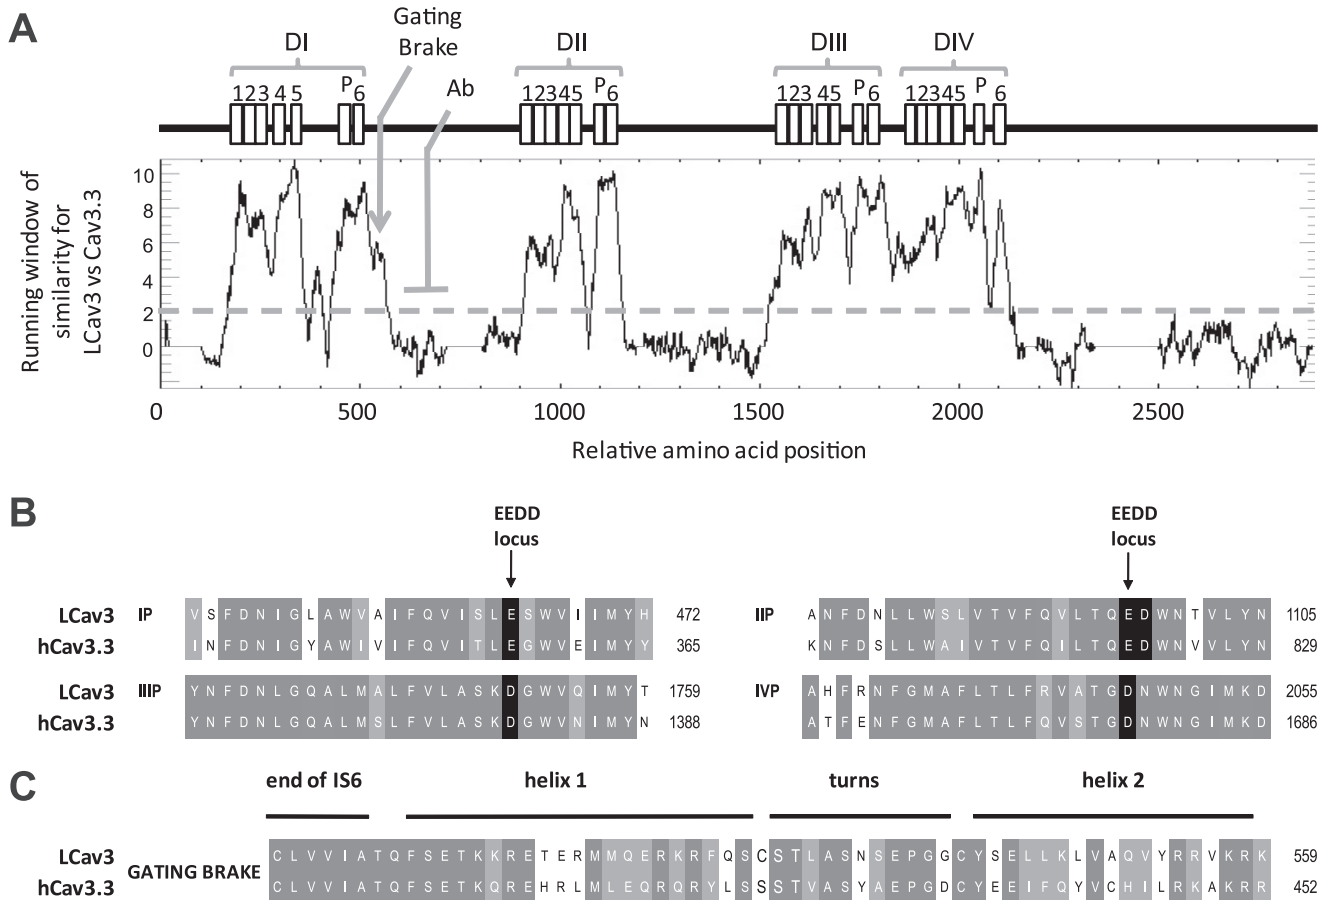 A
Gating
Brake
DI
DII
DIII
DIV
Ab
123 4 5 P 6
12345 P 6
123 45 P 6
12345 P 6
Running window of
similarity for
LCav3 vs Cav3.3
10
8
6
4
2
0
0 500 1000 1500 2000 2500
Relative amino acid position
B
EEDD
locus
EEDD
locus
LCav3 IP V S F D N I G L A W V A I F Q V I S L E S W V I I M Y H 472
hCav3.3 I N F D N I G Y A W I V I F Q V I T L E G W V E I M Y Y 365
IIP A N F D N L L W S L V T V F Q V L T Q E D W N T V L Y N 1105
K N F D S L L W A I V T V F Q I L T Q E D W N V V L Y N 829
LCav3 IIIP Y N F D N L G Q A L M A L F V L A S K D G W V Q I M Y T 1759
hCav3.3 Y N F D N L G Q A L M S L F V L A S K D G W V N I M Y N 1388
IVP A H F R N F G M A F L T L F R V A T G D N W N G I M K D 2055
A T F E N F G M A F L T L F Q V S T G D N W N G I M K D 1686
C
end of IS6 helix 1 turns helix 2
LCav3 C L V V I A T Q F S E T K K R E T E R M M Q E R K R F Q S C S T L A S N S E P G G C Y S E L L K L V A Q V Y R R V K R K 559
GATING BRAKE
hCav3.3 C L V V I A T Q F S E T K Q R E H R L M L E Q R Q R Y L S S S T V A S Y A E P G D C Y E E I F Q Y V C H I L R K A K R R 452